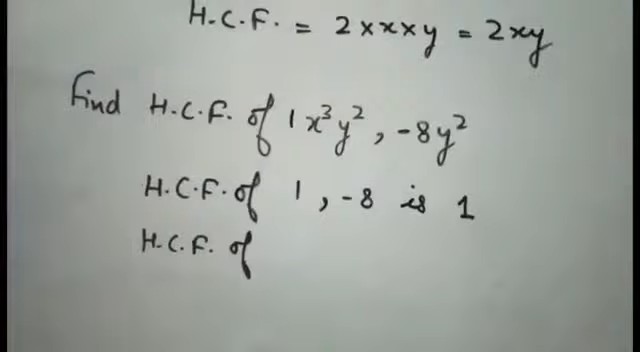 H.C.F. = 2×x×y = 2xy
Find H.C.F. of 1x³y², -8y²
H.C.F. of 1, -8 is 1
H.C.F. of